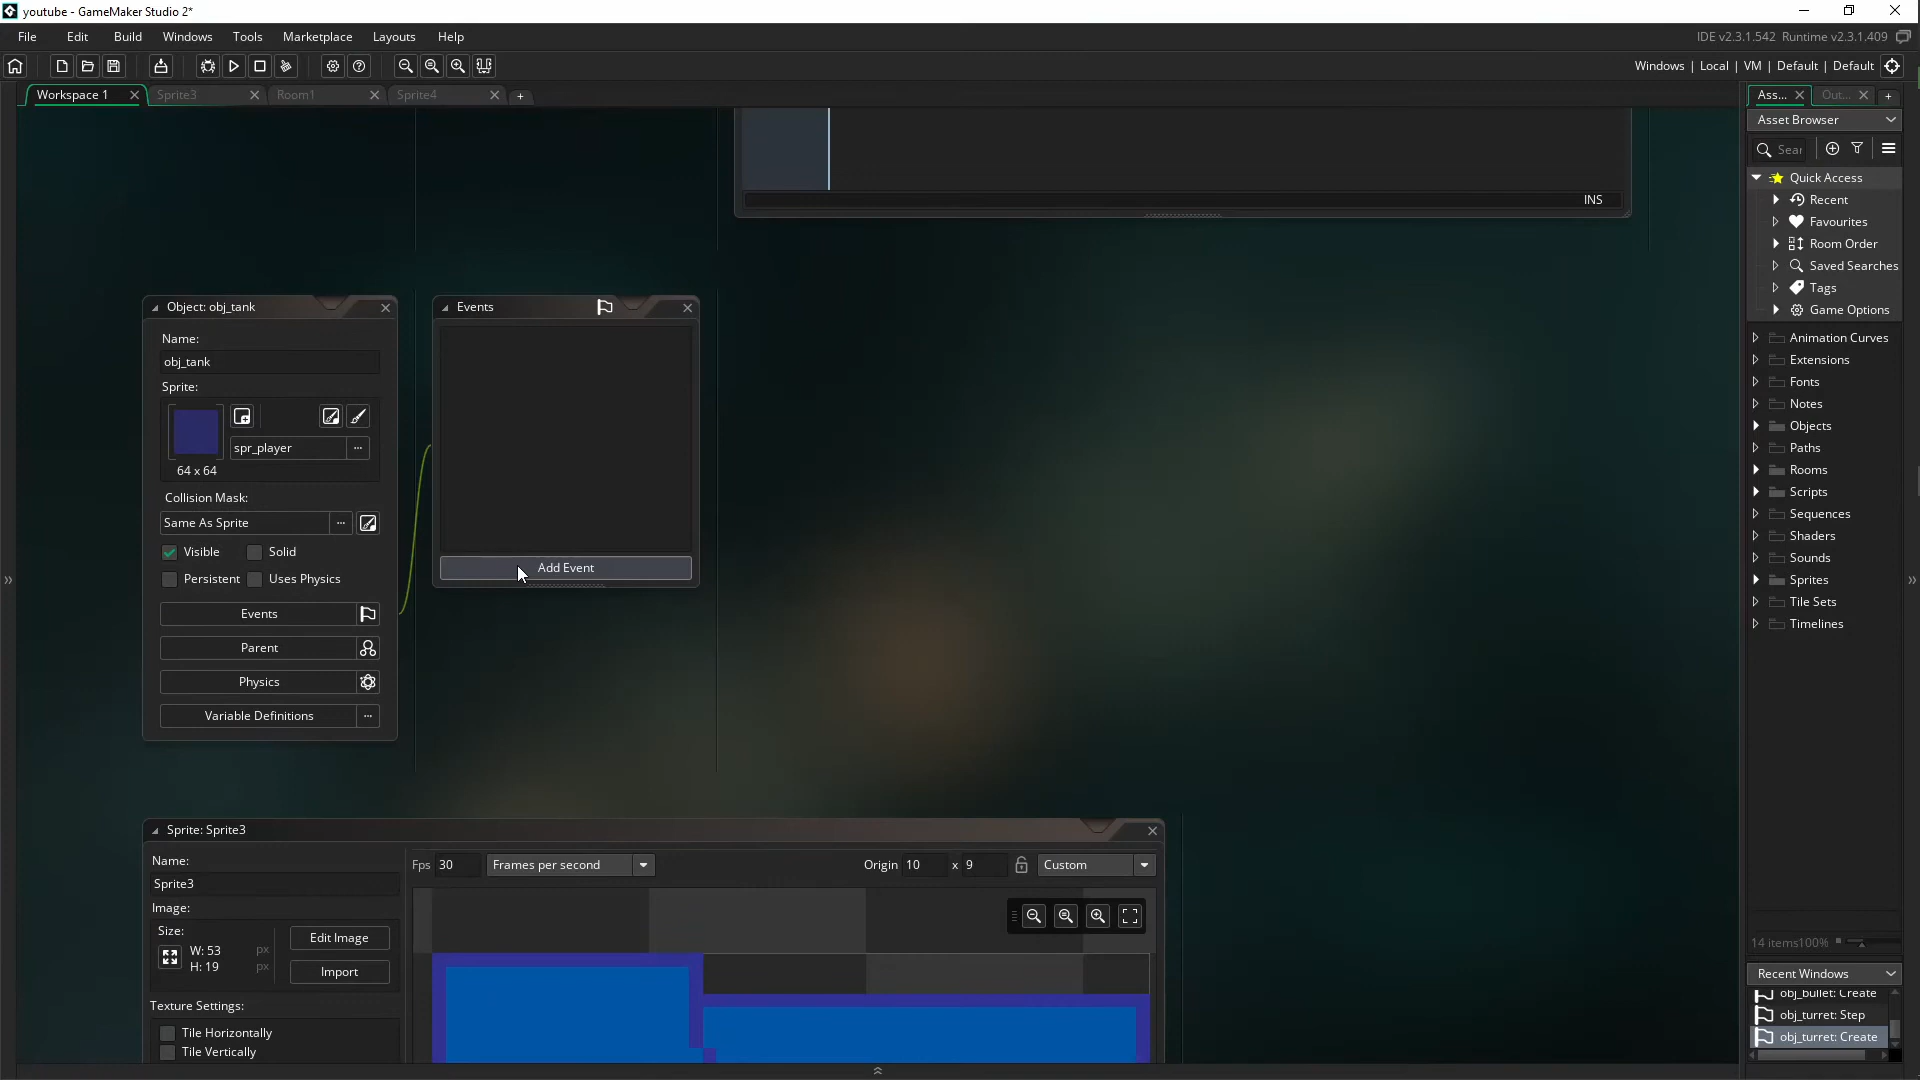 youtube - GameMaker Studio 2*
File Edit Build Windows Tools Marketplace Layouts Help
IDE v2.3.1.542 Runtime v2.3.1.409
Windows | Local | VM | Default | Default
Workspace 1
Sprite3
Room1
Sprite4
Ass...
Out...
Asset Browser
Sear
Quick Access
Recent
Favourites
Room Order
Saved Searches
Tags
Game Options
Animation Curves
Extensions
Fonts
Notes
Objects
Paths
Rooms
Scripts
Sequences
Shaders
Sounds
Sprites
Tile Sets
Timelines
14 items 100%
Recent Windows
obj_bullet: Create
obj_turret: Step
obj_turret: Create
INS
Object: obj_tank
Name:
obj_tank
Sprite:
spr_player
64 x 64
Collision Mask:
Same As Sprite
Visible Solid
Persistent Uses Physics
Events
Parent
Physics
Variable Definitions
Events
Add Event
Sprite: Sprite3
Name:
Sprite3
Image:
Size:
W: 53 px
H: 19 px
Edit Image
Import
Texture Settings:
Tile Horizontally
Tile Vertically
Fps 30 Frames per second
Origin 10 x 9 Custom